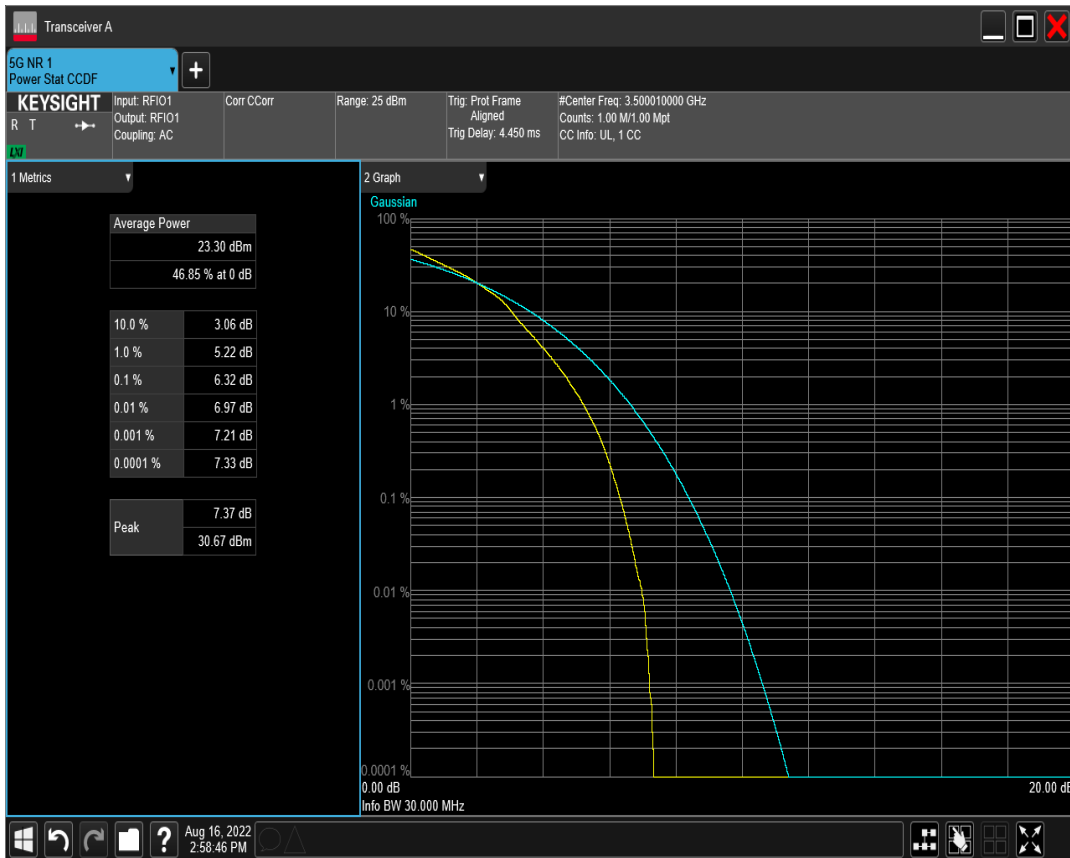 Transceiver A
5G NR 1
Power Stat CCDF
+
KEYSIGHT
R T
LXI
Input: RFIO1
Output: RFIO1
Coupling: AC
Corr CCorr
Range: 25 dBm
Trig: Prot Frame
Aligned
Trig Delay: 4.450 ms
#Center Freq: 3.500010000 GHz
Counts: 1.00 M/1.00 Mpt
CC Info: UL, 1 CC
1 Metrics
Average Power
23.30 dBm
46.85 % at 0 dB
10.0 % 3.06 dB
1.0 % 5.22 dB
0.1 % 6.32 dB
0.01 % 6.97 dB
0.001 % 7.21 dB
0.0001 % 7.33 dB
Peak 7.37 dB
30.67 dBm
2 Graph
Gaussian
100 %
10 %
1 %
0.1 %
0.01 %
0.001 %
0.0001 %
0.00 dB 20.00 dB
Info BW 30.000 MHz
?
Aug 16, 2022
2:58:46 PM